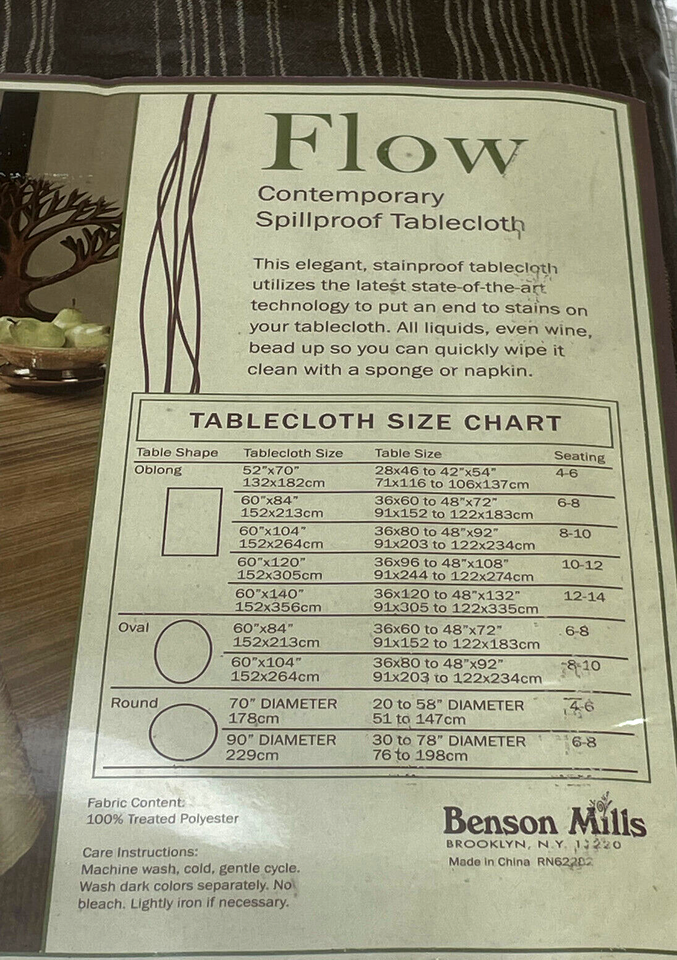 Flow
Contemporary
Spillproof Tablecloth
This elegant, stainproof tablecloth
utilizes the latest state-of-the-art
technology to put an end to stains on
your tablecloth. All liquids, even wine,
bead up so you can quickly wipe it
clean with a sponge or napkin.
TABLECLOTH SIZE CHART
Table Shape Tablecloth Size Table Size Seating
Oblong 52"x70" 28x46 to 42"x54" 4-6
132x182cm 71x116 to 106x137cm
60"x84" 36x60 to 48"x72" 6-8
152x213cm 91x152 to 122x183cm
60"x104" 36x80 to 48"x92" 8-10
152x264cm 91x203 to 122x234cm
60"x120" 36x96 to 48"x108" 10-12
152x305cm 91x244 to 122x274cm
60"x140" 36x120 to 48"x132" 12-14
152x356cm 91x305 to 122x335cm
Oval 60"x84" 36x60 to 48"x72" 6-8
152x213cm 91x152 to 122x183cm
60"x104" 36x80 to 48"x92" 8-10
152x264cm 91x203 to 122x234cm
Round 70" DIAMETER 20 to 58" DIAMETER 4-6
178cm 51 to 147cm
90" DIAMETER 30 to 78" DIAMETER 6-8
229cm 76 to 198cm
Fabric Content:
100% Treated Polyester
Care Instructions:
Machine wash, cold, gentle cycle.
Wash dark colors separately. No
bleach. Lightly iron if necessary.
Benson Mills
BROOKLYN, N.Y. 11220
Made in China